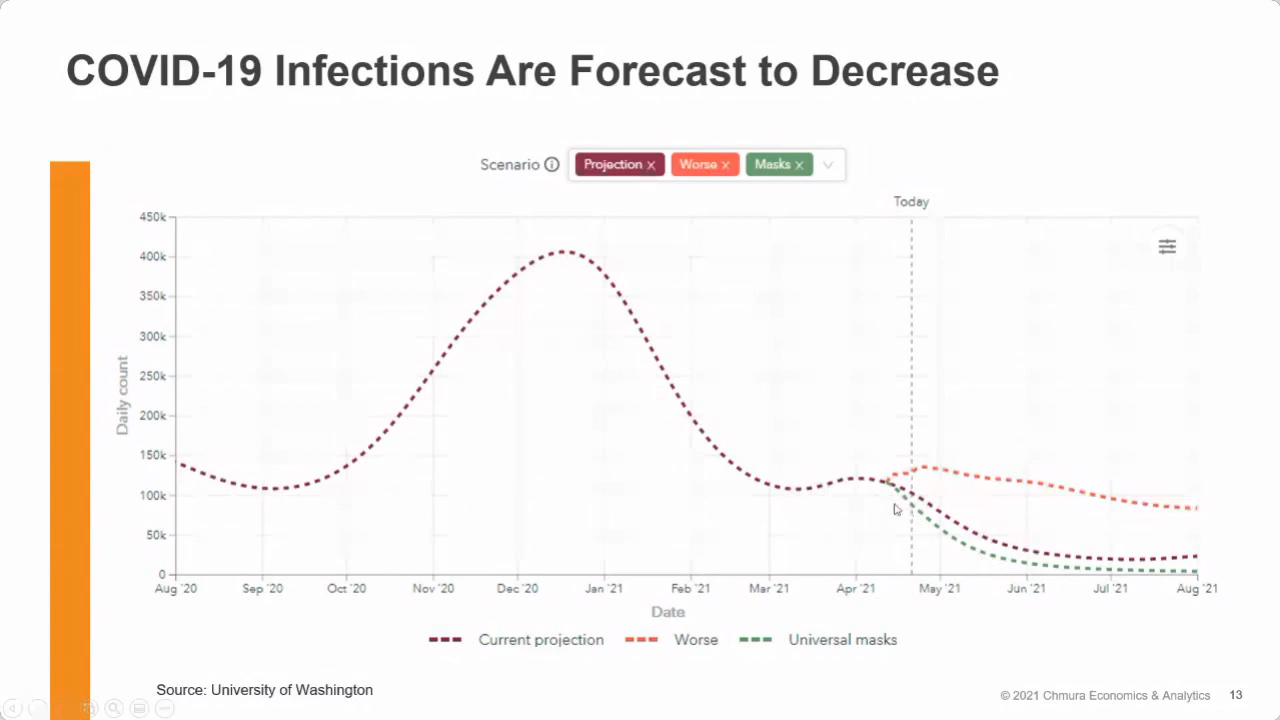 COVID-19 Infections Are Forecast to Decrease
Scenario Projection × Worse × Masks ×
Today
450k
400k
350k
300k
250k
200k
150k
100k
50k
0
Daily count
Aug '20 Sep '20 Oct '20 Nov '20 Dec '20 Jan '21 Feb '21 Mar '21 Apr '21 May '21 Jun '21 Jul '21 Aug '21
Date
Current projection Worse Universal masks
Source: University of Washington
© 2021 Chmura Economics & Analytics 13